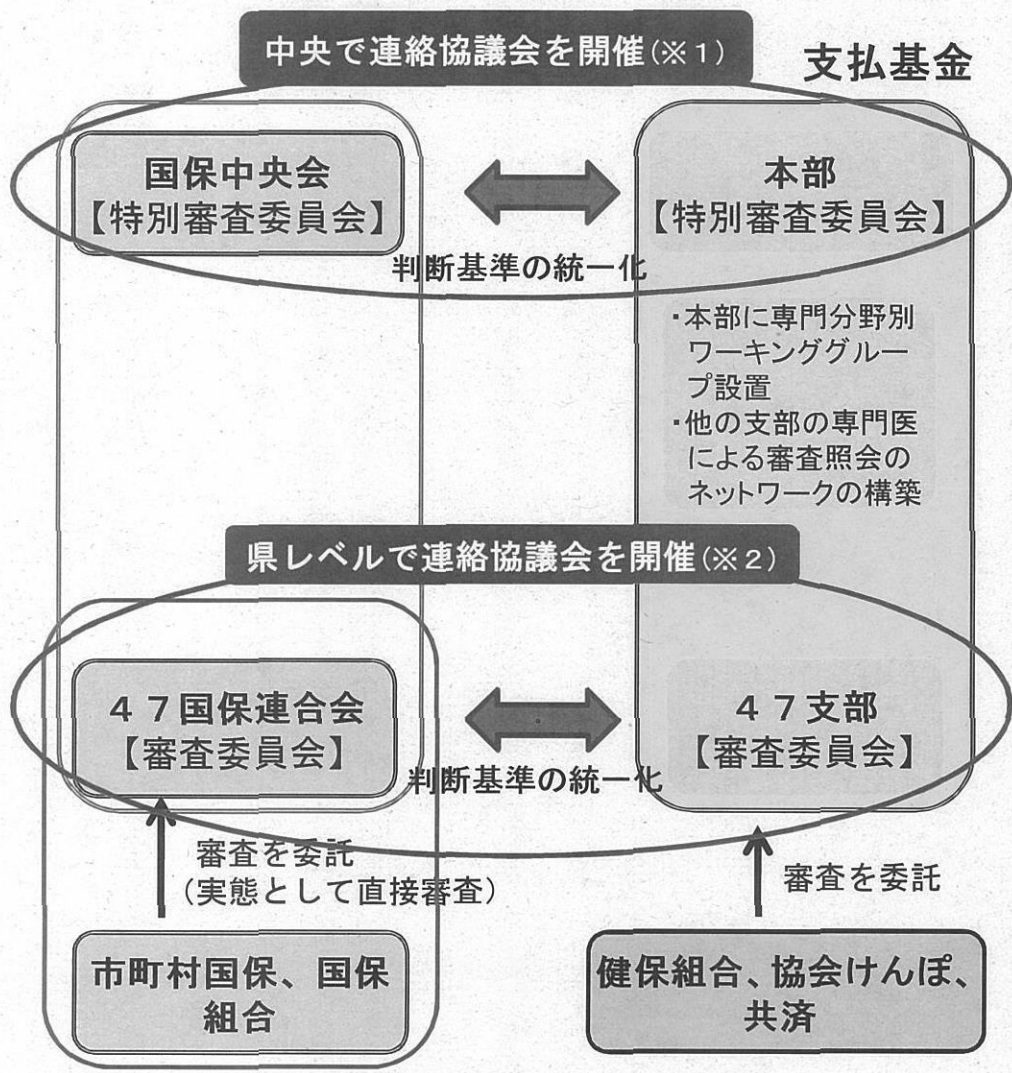 中央で連絡協議会を開催(※1)
支払基金
国保中央会
【特別審査委員会】
本部
【特別審査委員会】
判断基準の統一化
・本部に専門分野別
ワーキンググルー
プ設置
・他の支部の専門医
による審査照会の
ネットワークの構築
県レベルで連絡協議会を開催(※2)
47国保連合会
【審査委員会】
47支部
【審査委員会】
判断基準の統一化
審査を委託
(実態として直接審査)
審査を委託
市町村国保、国保
組合
健保組合、協会けんぽ、
共済